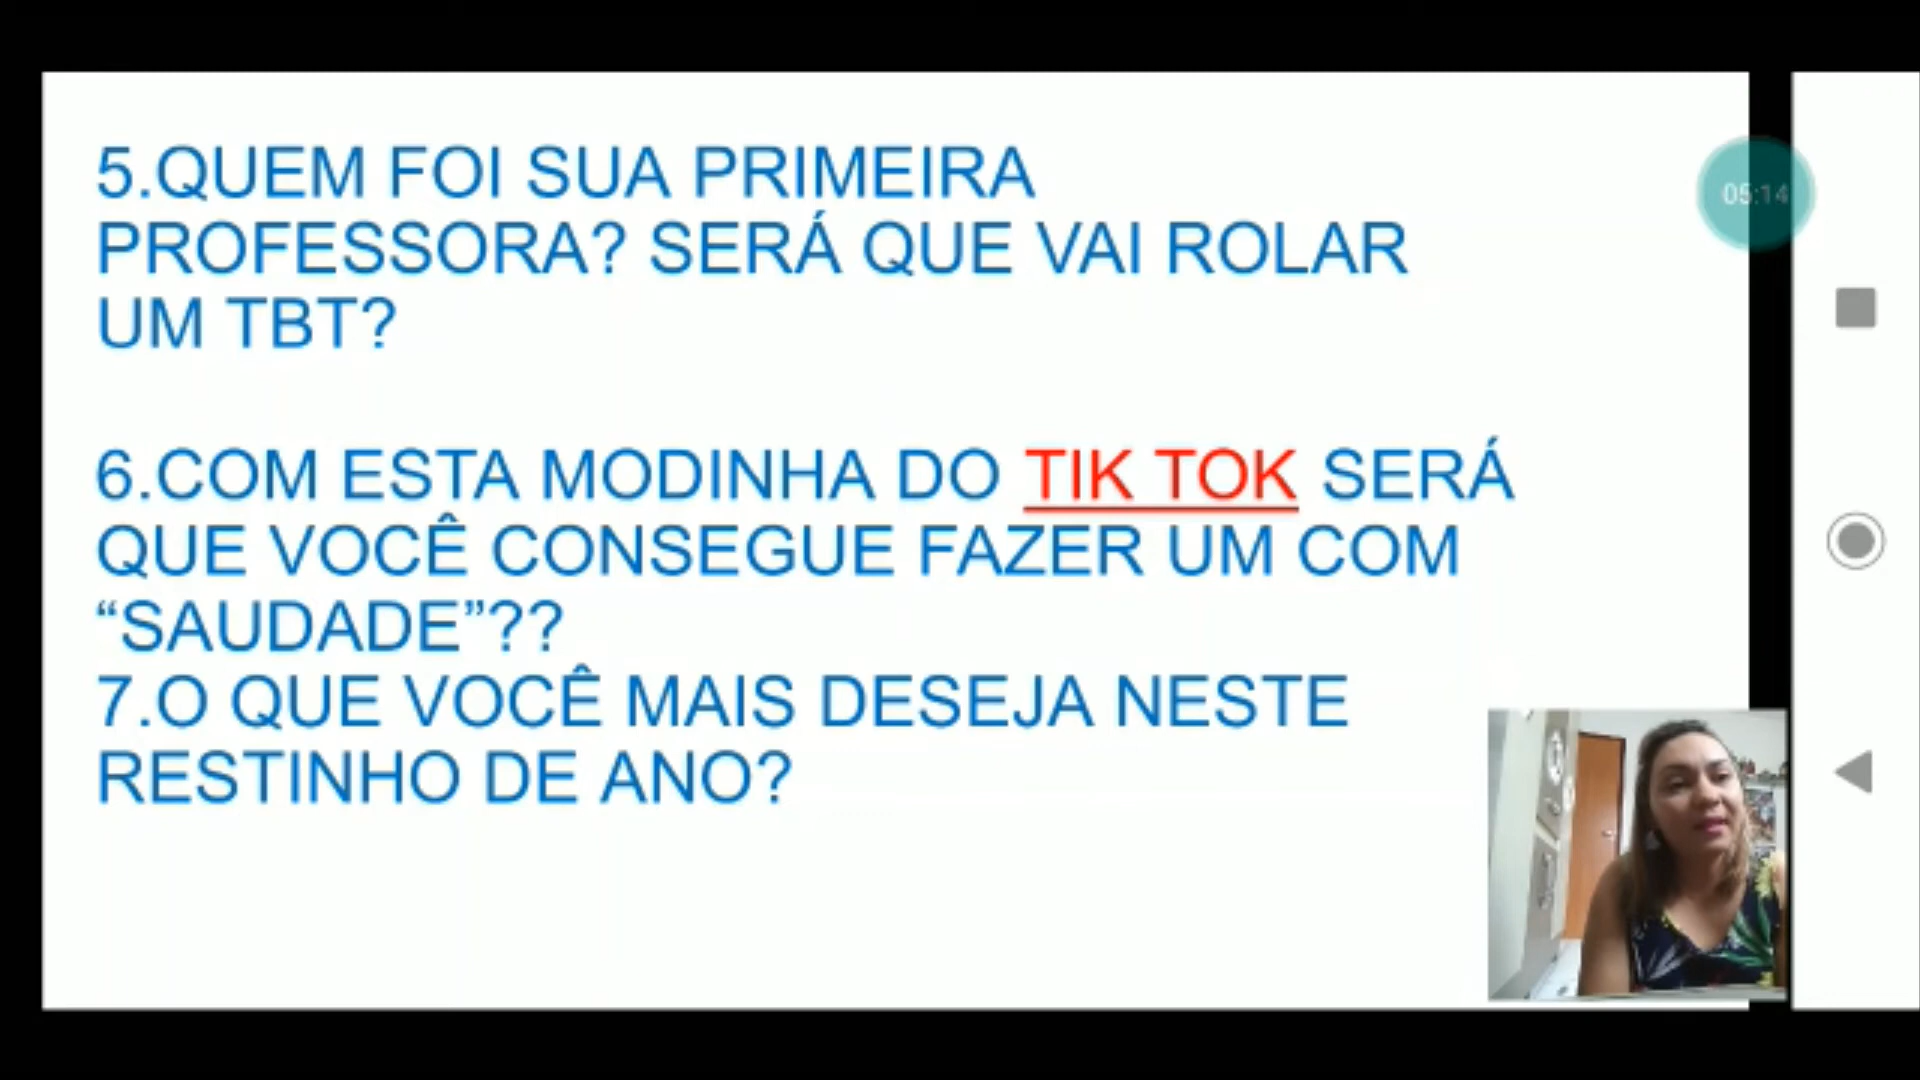 5.QUEM FOI SUA PRIMEIRA
PROFESSORA? SERÁ QUE VAI ROLAR
UM TBT?
6.COM ESTA MODINHA DO TIK TOK SERÁ
QUE VOCÊ CONSEGUE FAZER UM COM
“SAUDADE”??
7.O QUE VOCÊ MAIS DESEJA NESTE
RESTINHO DE ANO?
05:14